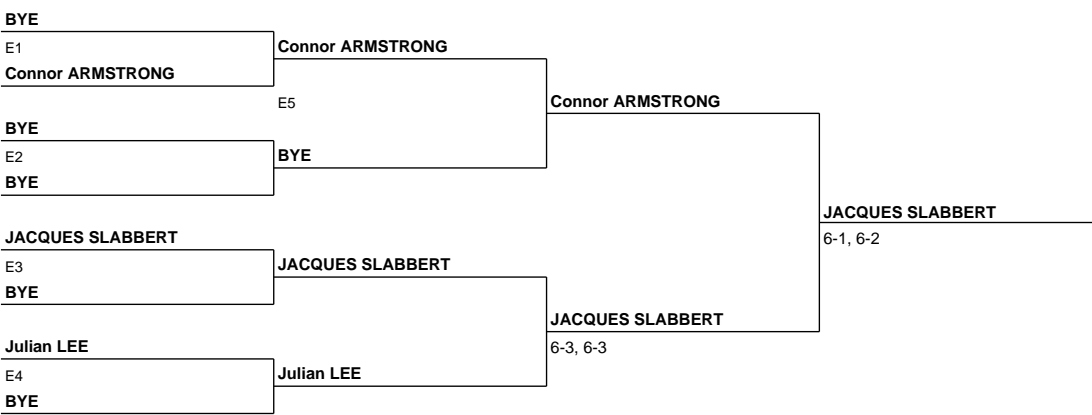 BYE
E1
Connor ARMSTRONG
Connor ARMSTRONG
E5
BYE
E2
BYE
BYE
Connor ARMSTRONG
JACQUES SLABBERT
E3
BYE
JACQUES SLABBERT
Julian LEE
E4
BYE
Julian LEE
JACQUES SLABBERT
6-3, 6-3
JACQUES SLABBERT
6-1, 6-2